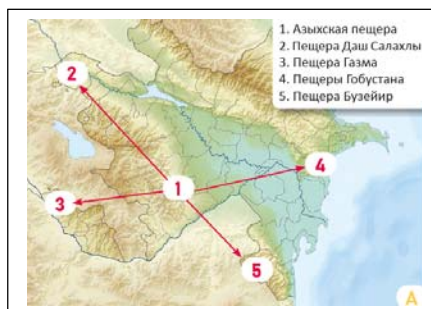 1. Азыхская пещера
2. Пещера Даш Салахлы
3. Пещера Газма
4. Пещеры Гобустана
5. Пещера Бузейир
2
1
4
3
5
A